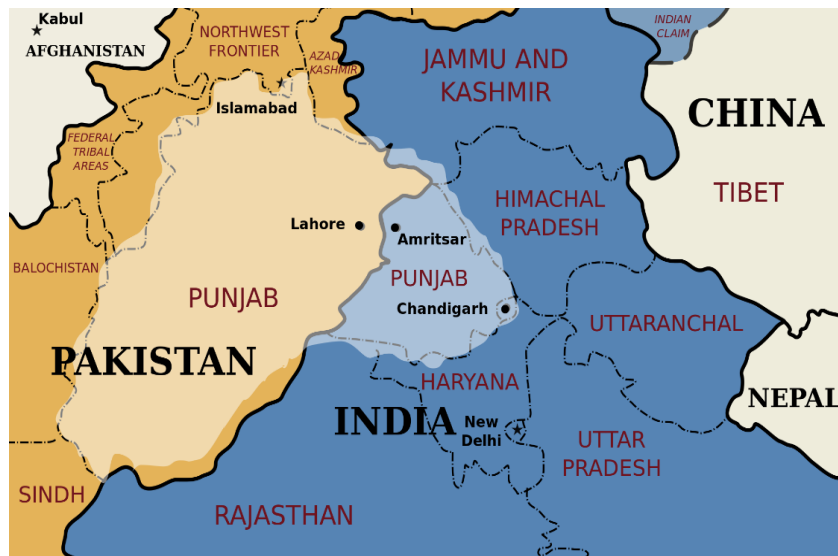 Kabul
AFGHANISTAN
NORTHWEST
FRONTIER
AZAD
KASHMIR
INDIAN
CLAIM
JAMMU AND
KASHMIR
Islamabad
CHINA
FEDERAL
TRIBAL
AREAS
TIBET
HIMACHAL
PRADESH
Lahore
Amritsar
BALOCHISTAN
PUNJAB
PUNJAB
Chandigarh
UTTARANCHAL
PAKISTAN
HARYANA
NEPAL
INDIA
New
Delhi
UTTAR
PRADESH
SINDH
RAJASTHAN